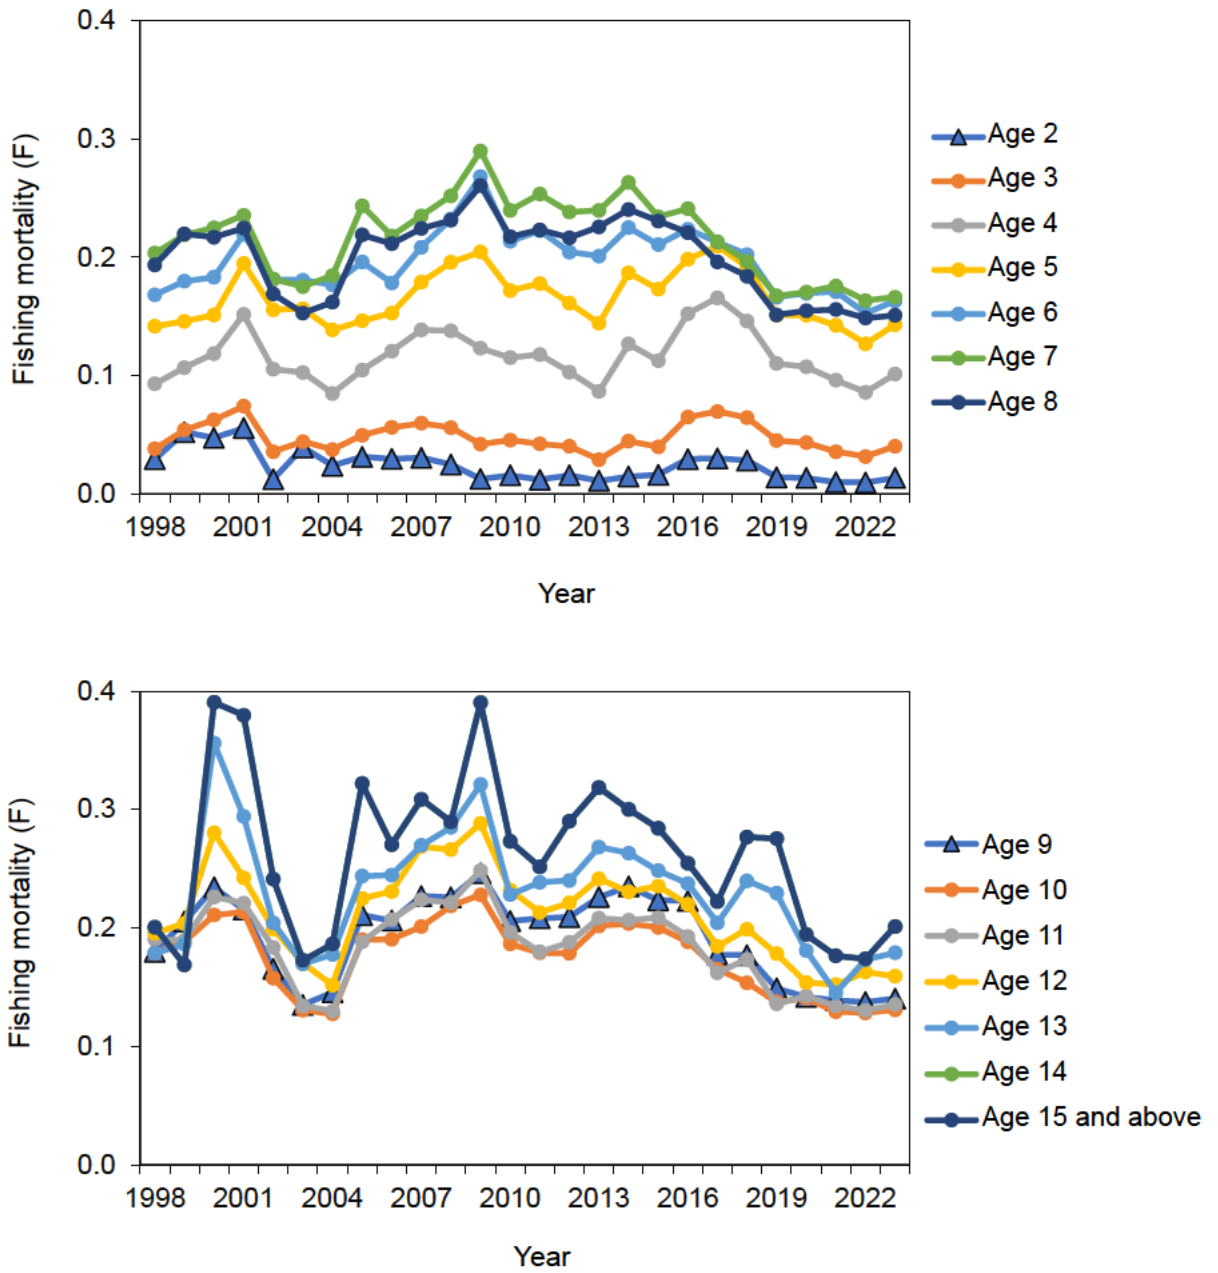 0.4
0.3
0.2
0.1
0.0
Fishing mortality (F)
1998 2001 2004 2007 2010 2013 2016 2019 2022
Year
Age 2
Age 3
Age 4
Age 5
Age 6
Age 7
Age 8
0.4
0.3
0.2
0.1
0.0
Fishing mortality (F)
1998 2001 2004 2007 2010 2013 2016 2019 2022
Year
Age 9
Age 10
Age 11
Age 12
Age 13
Age 14
Age 15 and above